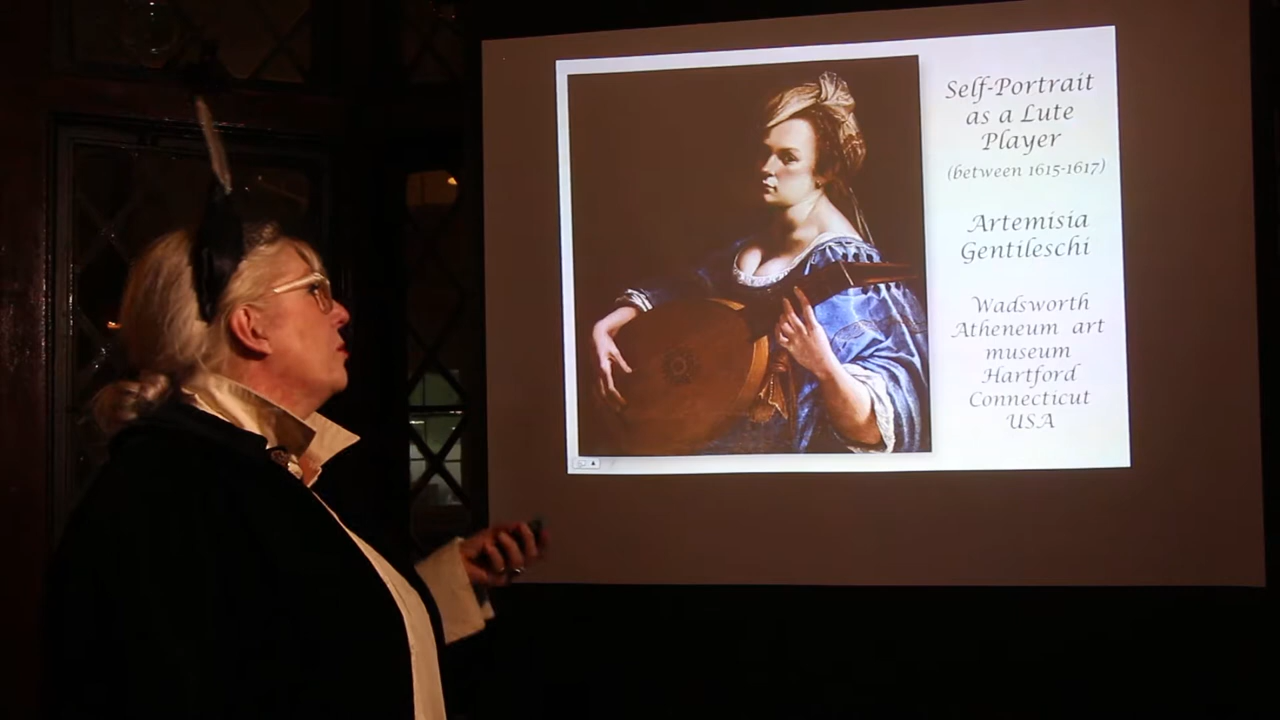 Self-Portrait
as a Lute
Player
(between 1615-1617)
Artemisia
Gentileschi
Wadsworth
Atheneum art
museum
Hartford
Connecticut
USA